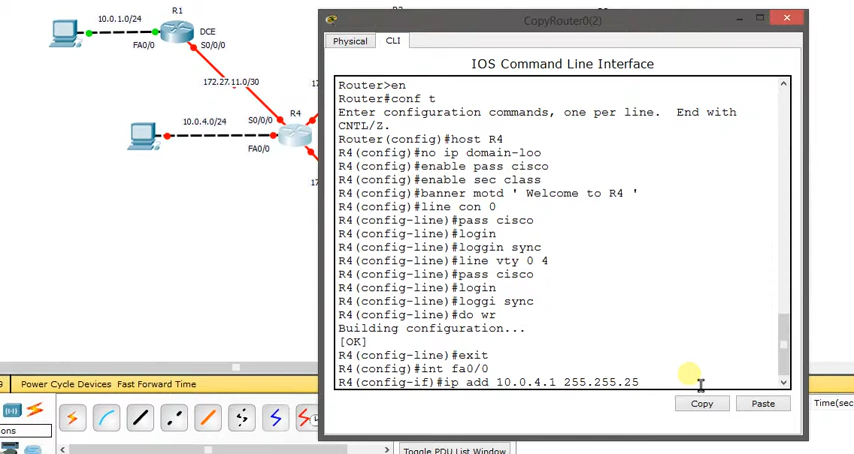 R1
10.0.1.0/24
DCE
FA0/0
S0/0/0
172.27.11.0/30
10.0.4.0/24
S0/0/0
R4
FA0/0
CopyRouter0(2)
Physical
CLI
IOS Command Line Interface
Router>en
Router#conf t
Enter configuration commands, one per line.  End with
CNTL/Z.
Router(config)#host R4
R4(config)#no ip domain-loo
R4(config)#enable pass cisco
R4(config)#enable sec class
R4(config)#banner motd ' Welcome to R4 '
R4(config)#line con 0
R4(config-line)#pass cisco
R4(config-line)#login
R4(config-line)#loggin sync
R4(config-line)#line vty 0 4
R4(config-line)#pass cisco
R4(config-line)#login
R4(config-line)#loggi sync
R4(config-line)#do wr
Building configuration...
[OK]
R4(config-line)#exit
R4(config)#int fa0/0
R4(config-if)#ip add 10.0.4.1 255.255.25
Copy
Paste
Power Cycle Devices Fast Forward Time
Time(sec
ons
Toggle PDU List Window